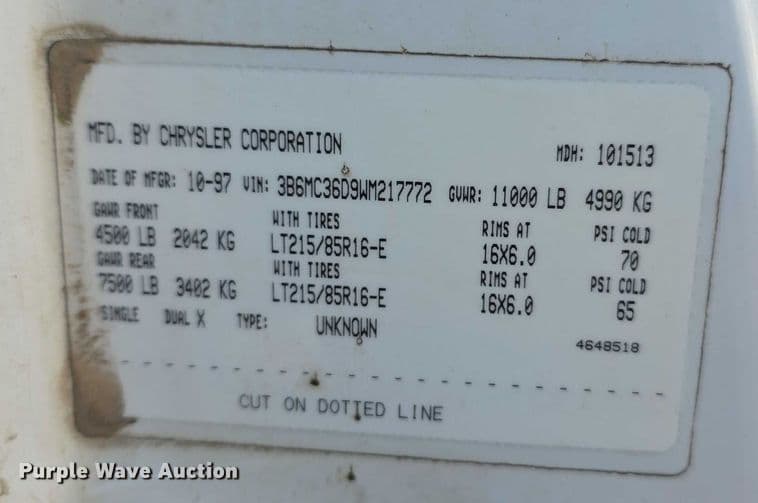 MFD. BY CHRYSLER CORPORATION MDH: 101513
DATE OF MFGR: 10-97 VIN: 3B6MC36D9WM217772 GVWR: 11000 LB 4990 KG
GAWR FRONT WITH TIRES RIMS AT PSI COLD
4500 LB 2042 KG LT215/85R16-E 16X6.0 70
GAWR REAR WITH TIRES RIMS AT PSI COLD
7500 LB 3402 KG LT215/85R16-E 16X6.0 65
SINGLE DUAL X TYPE: UNKNOWN
4648518
CUT ON DOTTED LINE
Purple Wave Auction